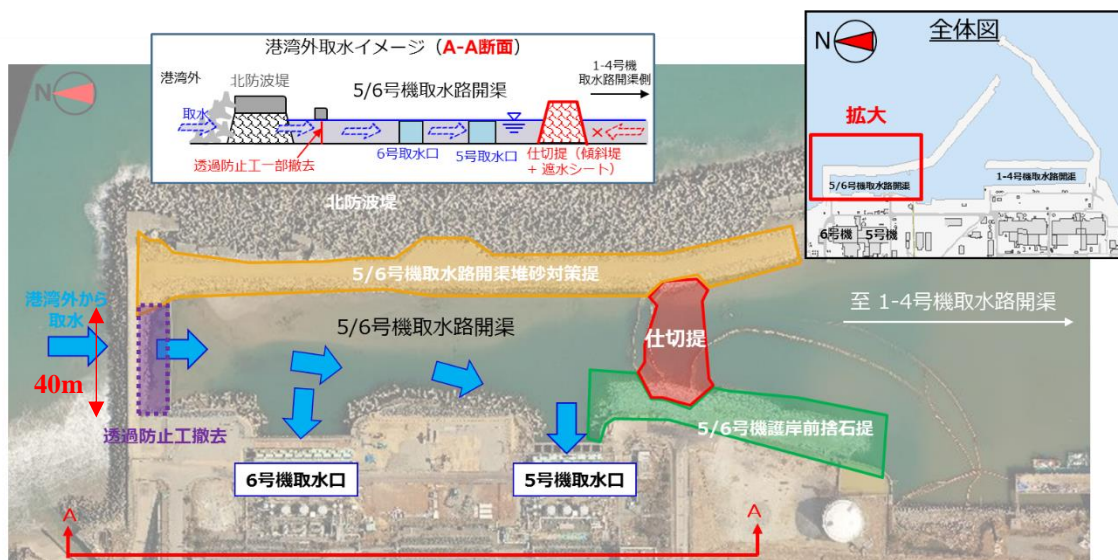 港湾外取水イメージ（A-A断面）
港湾外
北防波堤
5/6号機取水路開渠
1-4号機
取水路開渠側
取水
透過防止工一部撤去
6号取水口
5号取水口
仕切提（傾斜堤
+ 遮水シート）
N
全体図
N
拡大
5/6号機取水路開渠
1-4号機取水路開渠
6号機
5号機
北防波堤
5/6号機取水路開渠堆砂対策提
港湾外から
取水
5/6号機取水路開渠
仕切提
至 1-4号機取水路開渠
40m
透過防止工撤去
5/6号機護岸前捨石提
6号機取水口
5号機取水口
A
A